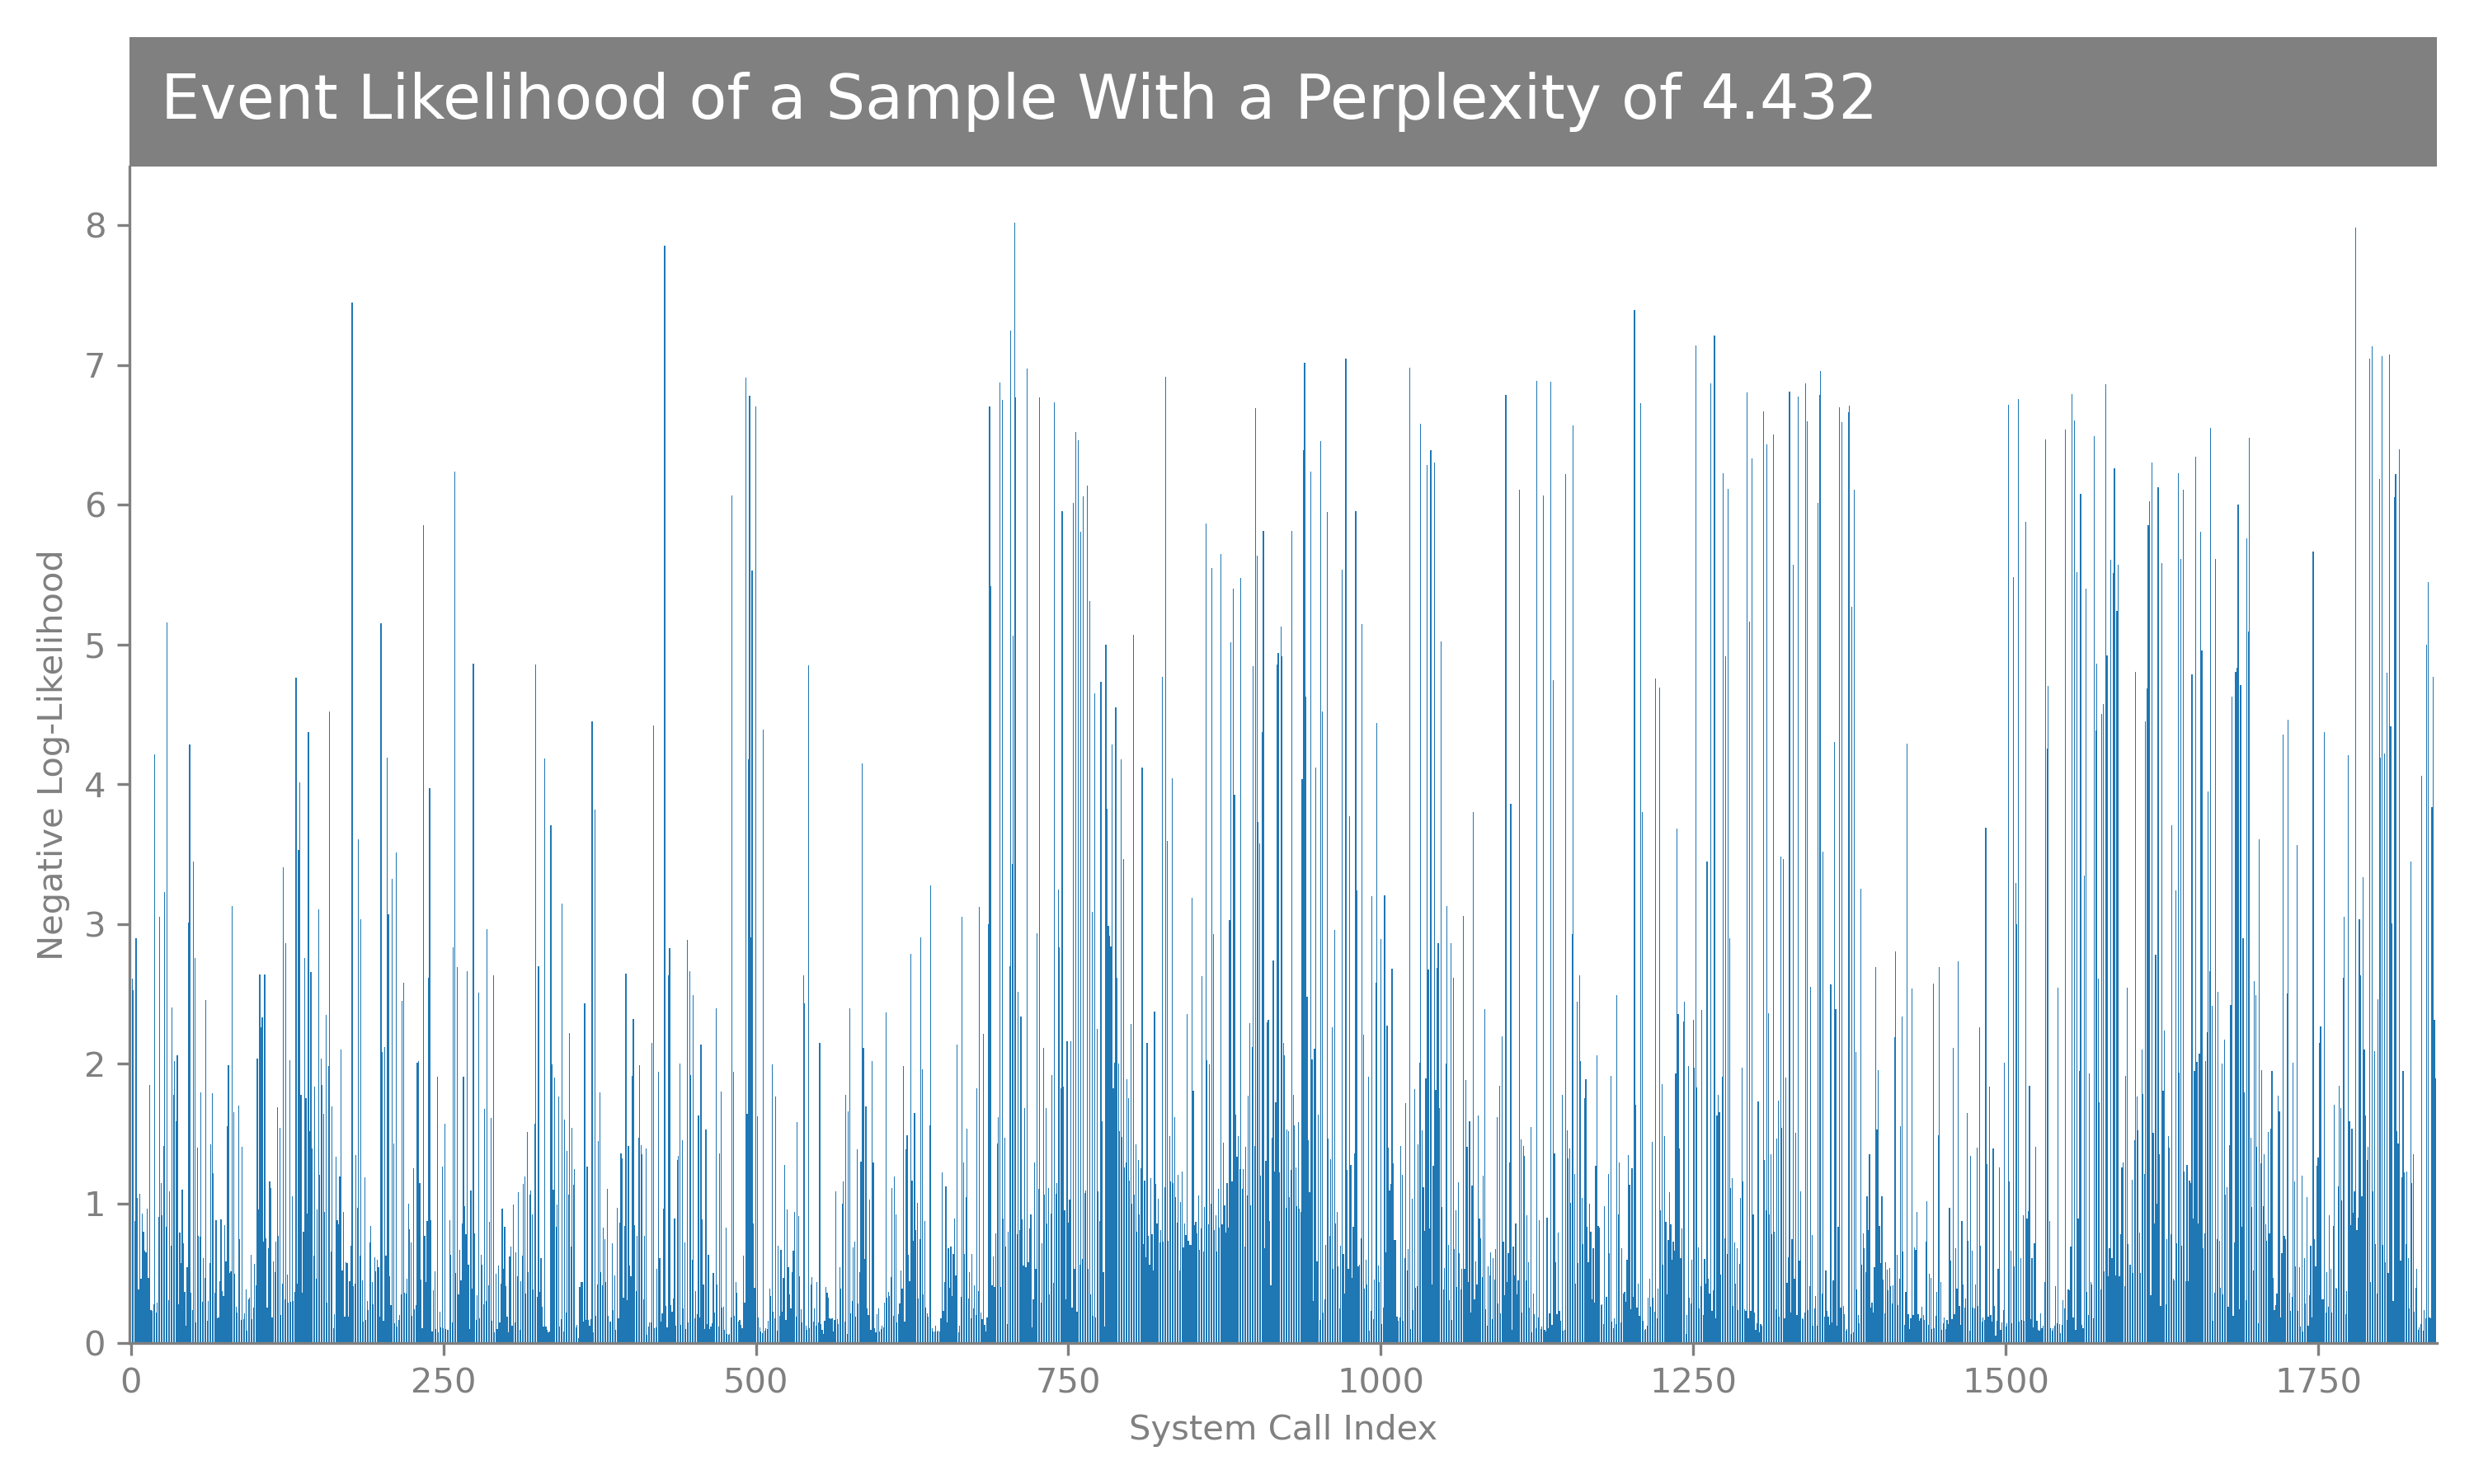 Event Likelihood of a Sample With a Perplexity of 4.432
8
7
6
5
4
3
2
1
0
Negative Log-Likelihood
0 250 500 750 1000 1250 1500 1750
System Call Index